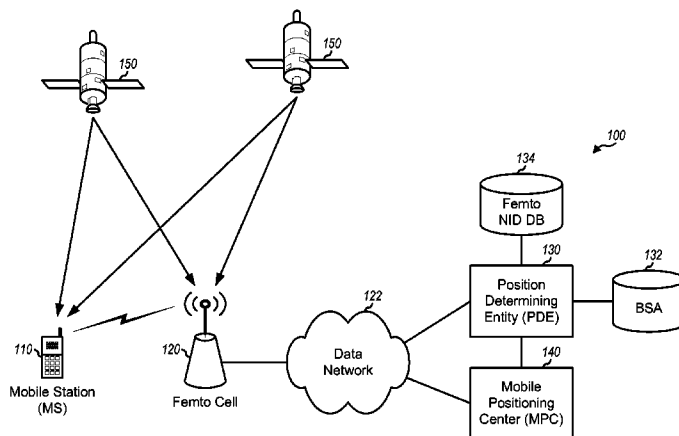 150
150
100
134
Femto
NID DB
130
132
Position
Determining
Entity (PDE)
BSA
122
110
120
Data
Network
140
Mobile Station
(MS)
Femto Cell
Mobile
Positioning
Center (MPC)